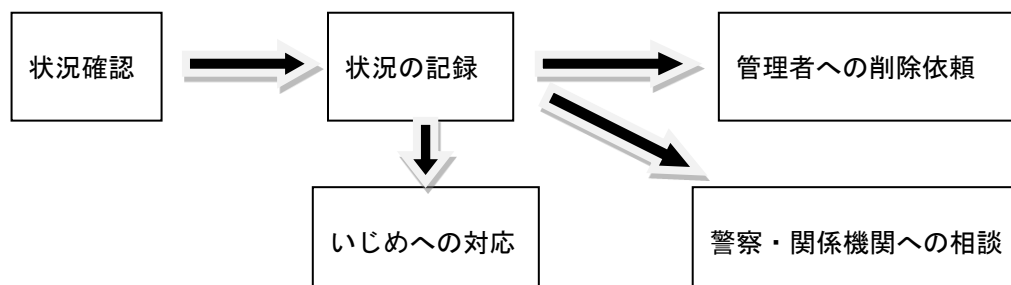 状況確認
状況の記録
管理者への削除依頼
いじめへの対応
警察・関係機関への相談